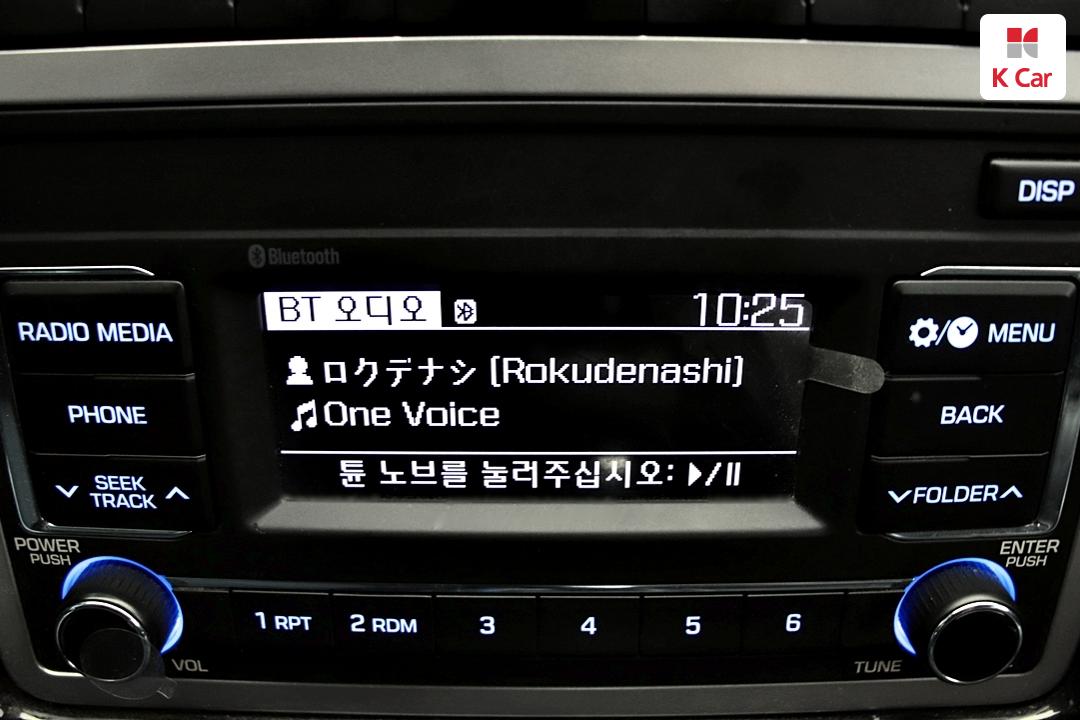 K Car
DISP
Bluetooth
BT 오디오 10:25
RADIO MEDIA
MENU
ロクデナシ (Rokudenashi)
PHONE
One Voice
BACK
SEEK
TRACK
튠 노브를 눌러주십시오: ▶/II
FOLDER
POWER
PUSH
ENTER
PUSH
1 RPT 2 RDM 3 4 5 6
VOL
TUNE